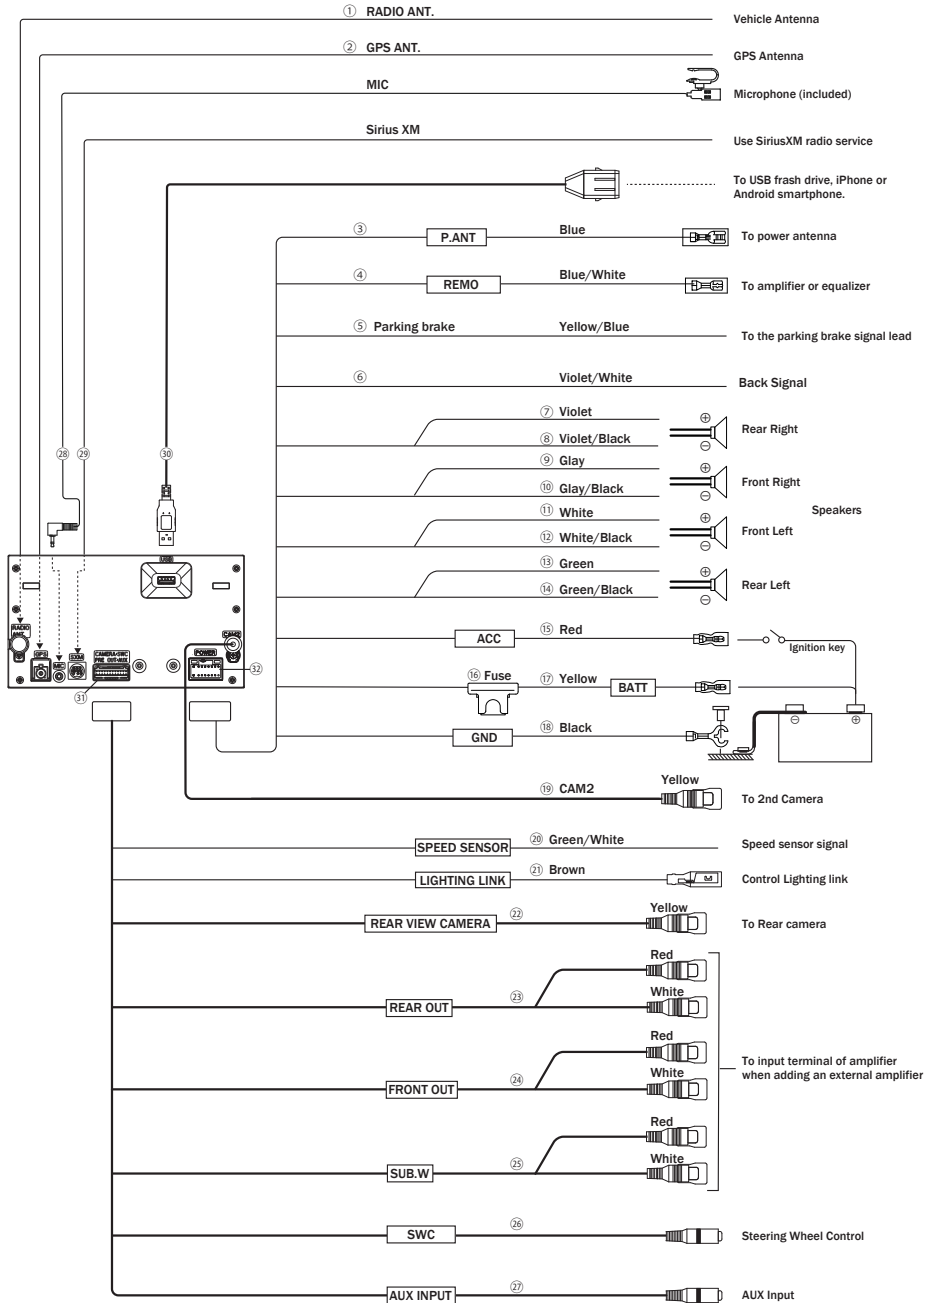 ① RADIO ANT. Vehicle Antenna
② GPS ANT. GPS Antenna
MIC Microphone (included)
Sirius XM Use SiriusXM radio service
To USB frash drive, iPhone or
Android smartphone.
③ P.ANT Blue To power antenna
④ REMO Blue/White To amplifier or equalizer
⑤ Parking brake Yellow/Blue To the parking brake signal lead
⑥ Violet/White Back Signal
⑦ Violet
⊕
Rear Right
⑧ Violet/Black
⊖
⑨ Glay
⊕
Front Right
⑩ Glay/Black
⊖
Speakers
⑪ White
⊕
Front Left
⑫ White/Black
⊖
⑬ Green
⊕
Rear Left
⑭ Green/Black
⊖
㉘ ㉙ ㉚
USB
RADIO
ANT.
GPS
MIC
SXM
CAMERA•SWC
PRE OUT•AUX
POWER
CAM2
㉛
㉜
ACC ⑮ Red
Ignition key
⑯ Fuse ⑰ Yellow BATT
⊖ ⊕
GND ⑱ Black
⑲ CAM2 Yellow To 2nd Camera
SPEED SENSOR ⑳ Green/White Speed sensor signal
LIGHTING LINK ㉑ Brown Control Lighting link
REAR VIEW CAMERA ㉒ Yellow To Rear camera
Red
REAR OUT ㉓ White
Red
FRONT OUT ㉔ White
To input terminal of amplifier
when adding an external amplifier
Red
SUB.W ㉕ White
SWC ㉖ Steering Wheel Control
AUX INPUT ㉗ AUX Input